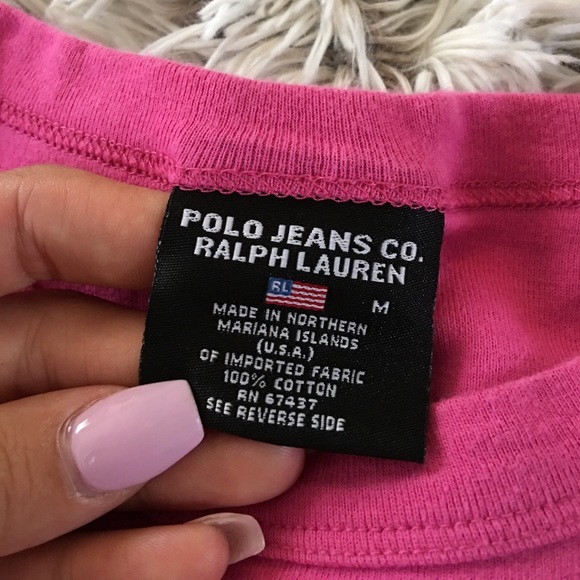 POLO JEANS CO.
RALPH LAUREN
RL
M
MADE IN NORTHERN
MARIANA ISLANDS
(U.S.A.)
OF IMPORTED FABRIC
100% COTTON
RN 67437
SEE REVERSE SIDE